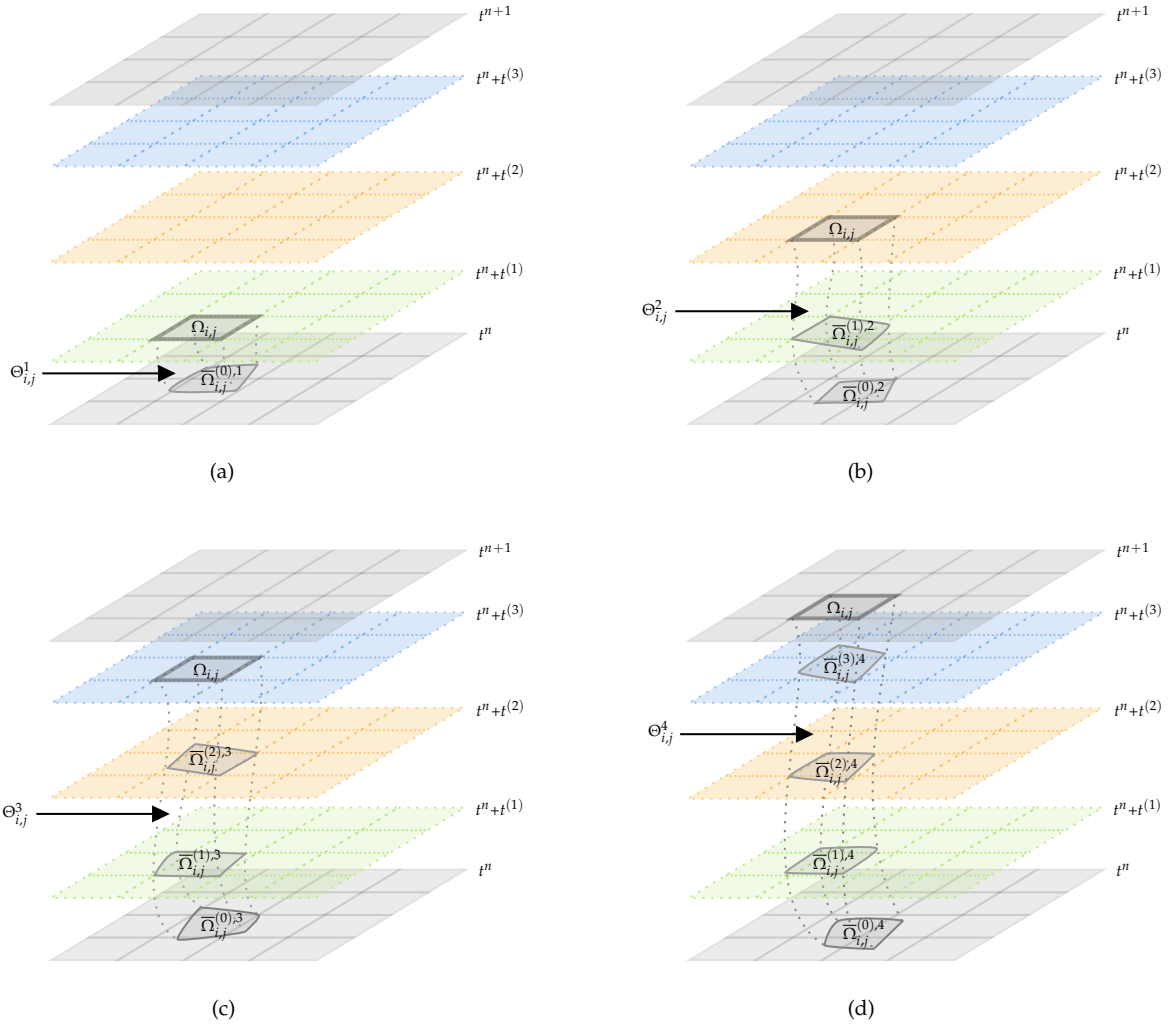 t^{n+1} t^{n+1}
t^n+t^{(3)} t^n+t^{(3)}
t^n+t^{(2)} t^n+t^{(2)}
Ω_{i,j}
t^n+t^{(1)} t^n+t^{(1)}
Θ^2_{i,j}
Ω_{i,j} Ω̅^{(1),2}_{i,j}
t^n t^n
Θ^1_{i,j} Ω̅^{(0),1}_{i,j}
Ω̅^{(0),2}_{i,j}
(a) (b)
t^{n+1} t^{n+1}
Ω_{i,j}
t^n+t^{(3)} t^n+t^{(3)}
Ω_{i,j} Ω̅^{(3),4}_{i,j}
t^n+t^{(2)} t^n+t^{(2)}
Θ^4_{i,j}
Ω̅^{(2),3}_{i,j} Ω̅^{(2),4}_{i,j}
t^n+t^{(1)} t^n+t^{(1)}
Θ^3_{i,j}
Ω̅^{(1),3}_{i,j} Ω̅^{(1),4}_{i,j}
t^n t^n
Ω̅^{(0),3}_{i,j} Ω̅^{(0),4}_{i,j}
(c) (d)